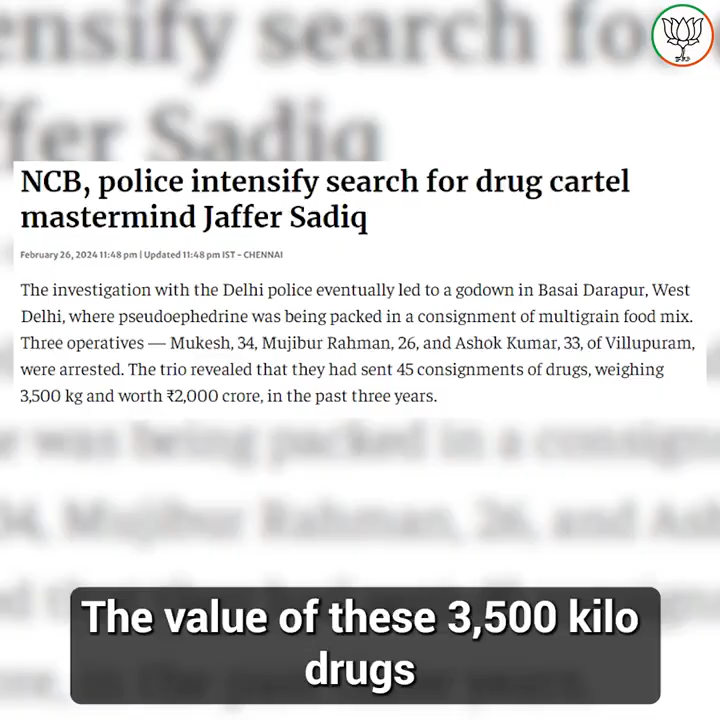 ensify search fo
ffer Sadiq
NCB, police intensify search for drug cartel
mastermind Jaffer Sadiq
February 26, 2024 11:48 pm | Updated 11:48 pm IST - CHENNAI
The investigation with the Delhi police eventually led to a godown in Basai Darapur, West
Delhi, where pseudoephedrine was being packed in a consignment of multigrain food mix.
Three operatives — Mukesh, 34, Mujibur Rahman, 26, and Ashok Kumar, 33, of Villupuram,
were arrested. The trio revealed that they had sent 45 consignments of drugs, weighing
3,500 kg and worth ₹2,000 crore, in the past three years.
The value of these 3,500 kilo
drugs